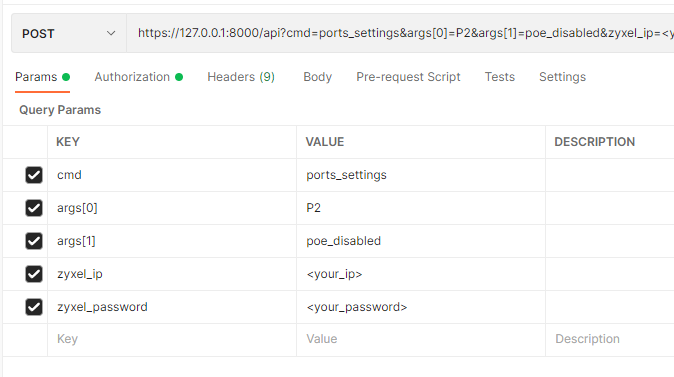 POST https://127.0.0.1:8000/api?cmd=ports_settings&args[0]=P2&args[1]=poe_disabled&zyxel_ip=<y
Params Authorization Headers (9) Body Pre-request Script Tests Settings
Query Params
KEY VALUE DESCRIPTION
cmd ports_settings
args[0] P2
args[1] poe_disabled
zyxel_ip <your_ip>
zyxel_password <your_password>
Key Value Description